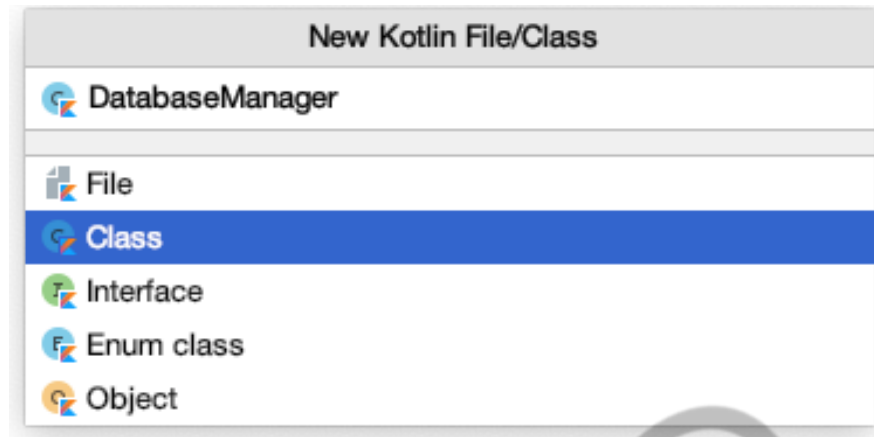 New Kotlin File/Class
DatabaseManager
File
Class
Interface
Enum class
Object